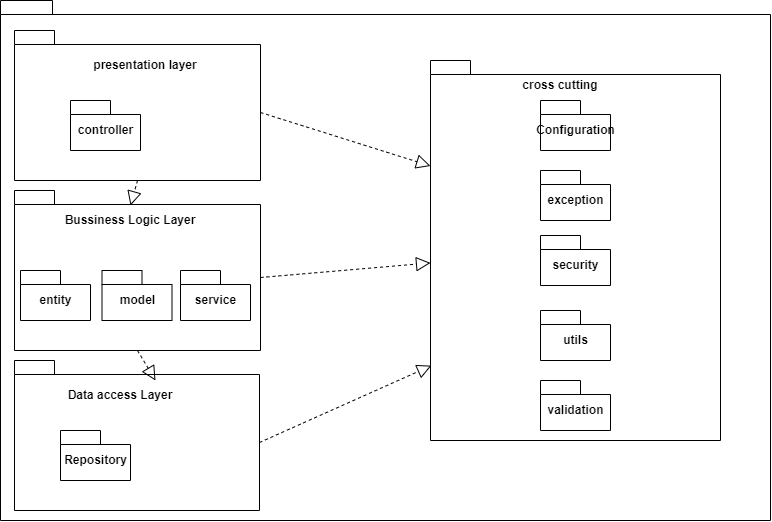 presentation layer
controller
Bussiness Logic Layer
entity
model
service
Data access Layer
Repository
cross cutting
Configuration
exception
security
utils
validation